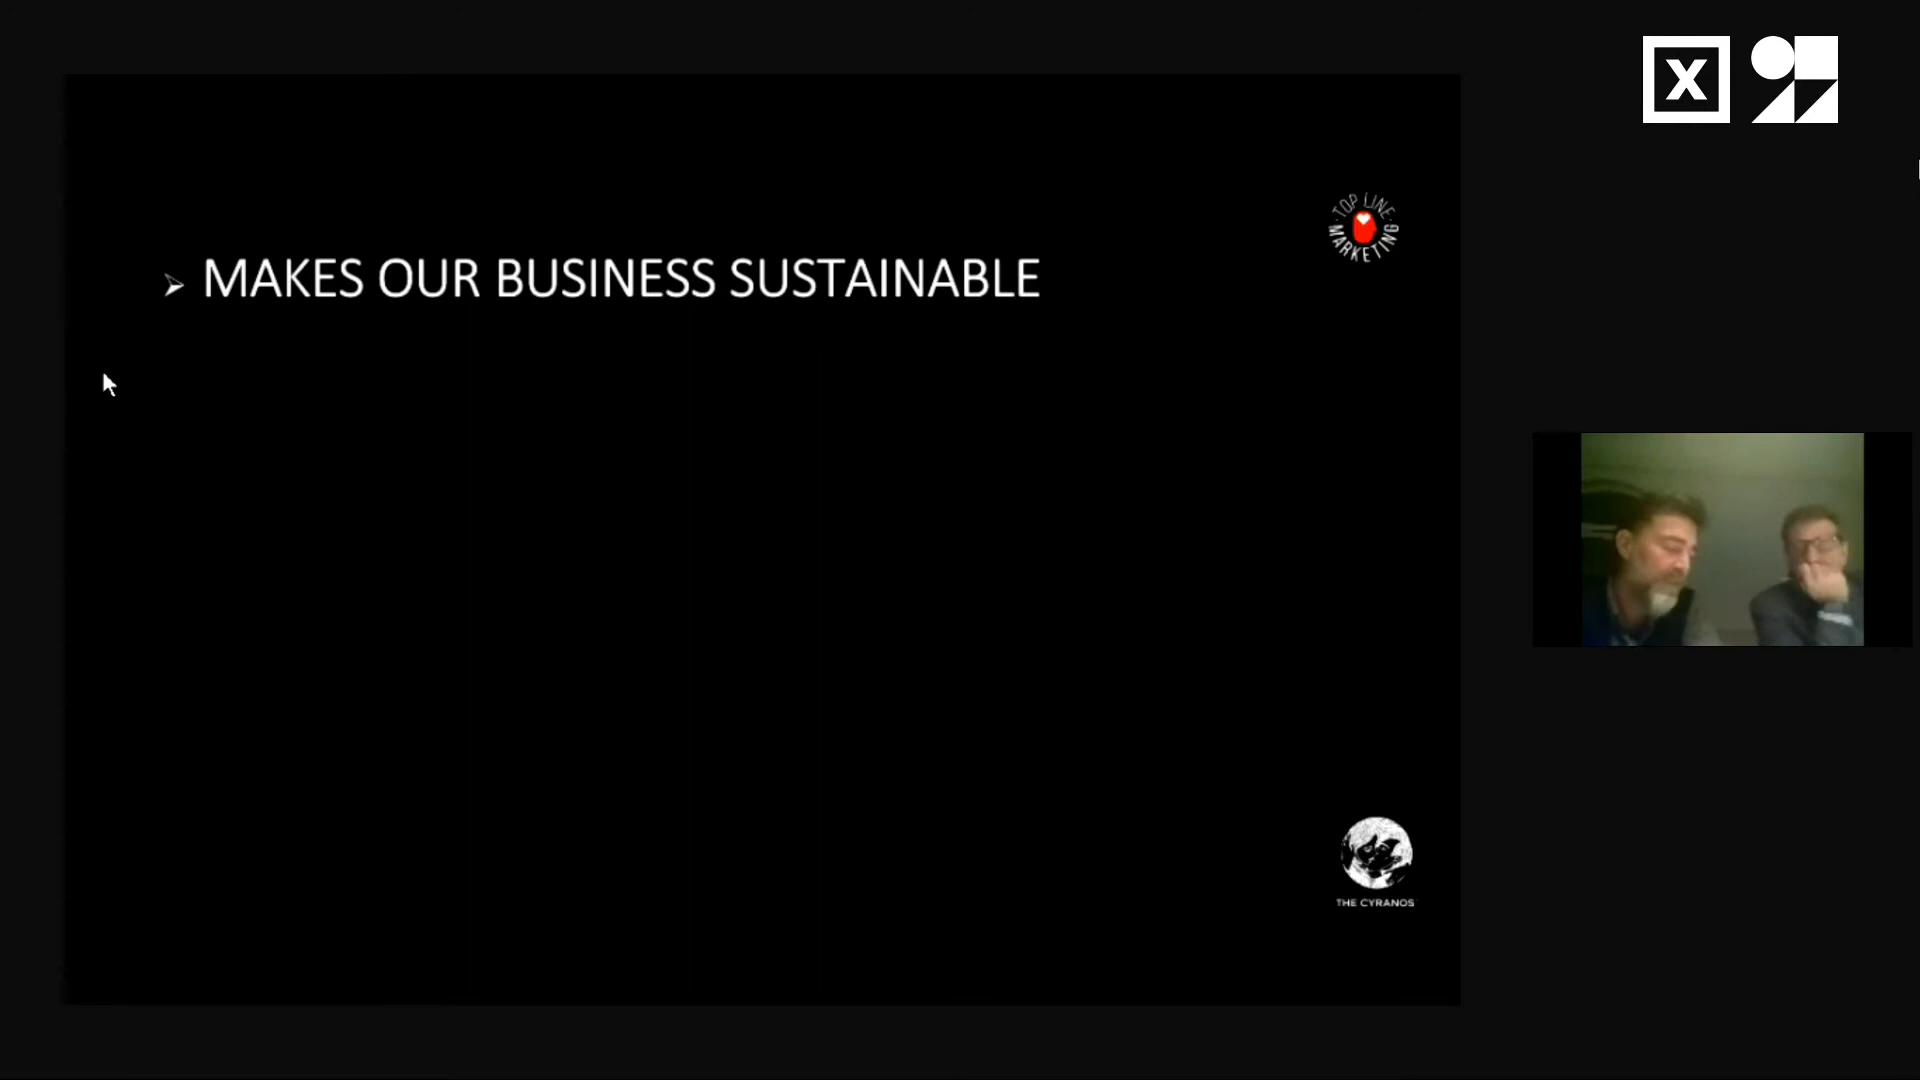 X
TOP LINE
MARKETING
MAKES OUR BUSINESS SUSTAINABLE
THE CYRANOS